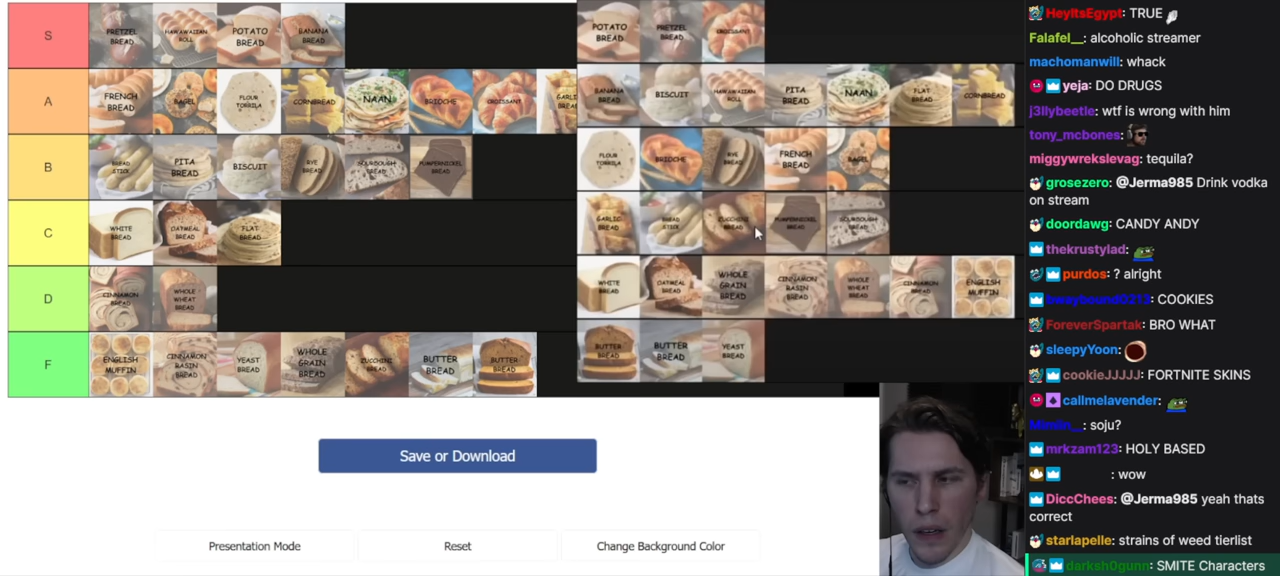 S
PRETZEL BREAD
HAWAIIAN ROLL
POTATO BREAD
BANANA BREAD
A
FRENCH BREAD
BAGEL
FLOUR TORTILLA
CORNBREAD
NAAN
BRIOCHE
CROISSANT
GARLIC
B
BREAD STICK
PITA BREAD
BISCUIT
RYE BREAD
SOURDOUGH BREAD
PUMPERNICKEL BREAD
C
WHITE BREAD
OATMEAL BREAD
FLAT BREAD
D
CINNAMON BREAD
WHOLE WHEAT BREAD
F
ENGLISH MUFFIN
CINNAMON RASIN BREAD
YEAST BREAD
WHOLE GRAIN BREAD
ZUCCHINI BREAD
BUTTER BREAD
BUTTER BREAD
POTATO BREAD
PRETZEL BREAD
CROISSANT
BANANA BREAD
BISCUIT
HAWAIIAN ROLL
PITA BREAD
NAAN
FLAT BREAD
CORNBREAD
FLOUR TORTILLA
BRIOCHE
RYE BREAD
FRENCH BREAD
BAGEL
GARLIC BREAD
BREAD STICK
ZUCCHINI BREAD
PUMPERNICKEL BREAD
SOURDOUGH BREAD
WHITE BREAD
OATMEAL BREAD
WHOLE GRAIN BREAD
CINNAMON RASIN BREAD
WHOLE WHEAT BREAD
CINNAMON BREAD
ENGLISH MUFFIN
BUTTER BREAD
BUTTER BREAD
YEAST BREAD
Save or Download
Presentation Mode
Reset
Change Background Color
HeyItsEgypt: TRUE
Falafel__: alcoholic streamer
machomanwill: whack
yeja: DO DRUGS
j3llybeetle: wtf is wrong with him
tony_mcbones:
miggywrekslevag: tequila?
grosezero: @Jerma985 Drink vodka
on stream
doordawg: CANDY ANDY
thekrustylad:
purdos: ? alright
bwaybound0213: COOKIES
ForeverSpartak: BRO WHAT
sleepyYoon:
cookieJJJJJ: FORTNITE SKINS
callmelavender:
: soju?
mrkzam123: HOLY BASED
: wow
DiccChees: @Jerma985 yeah thats
correct
starlapelle: strains of weed tierlist
darksh0gunn: SMITE Characters